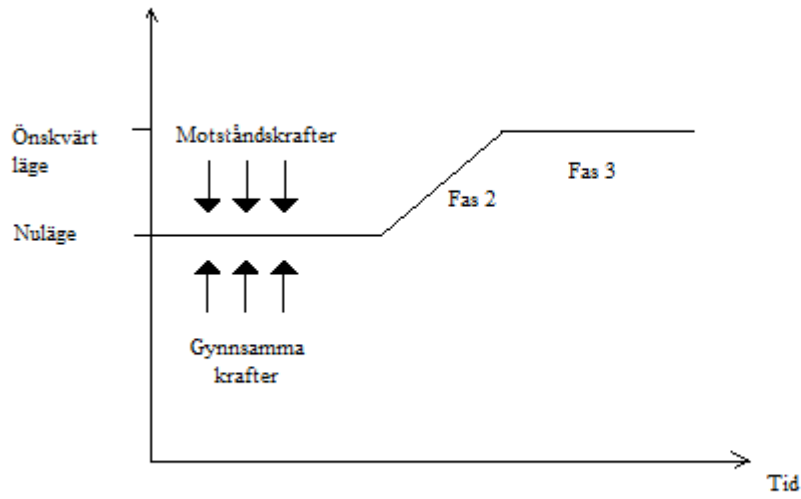 Önskvärt
läge
Motståndskrafter
Fas 3
Fas 2
Nuläge
Gynnsamma
krafter
Tid